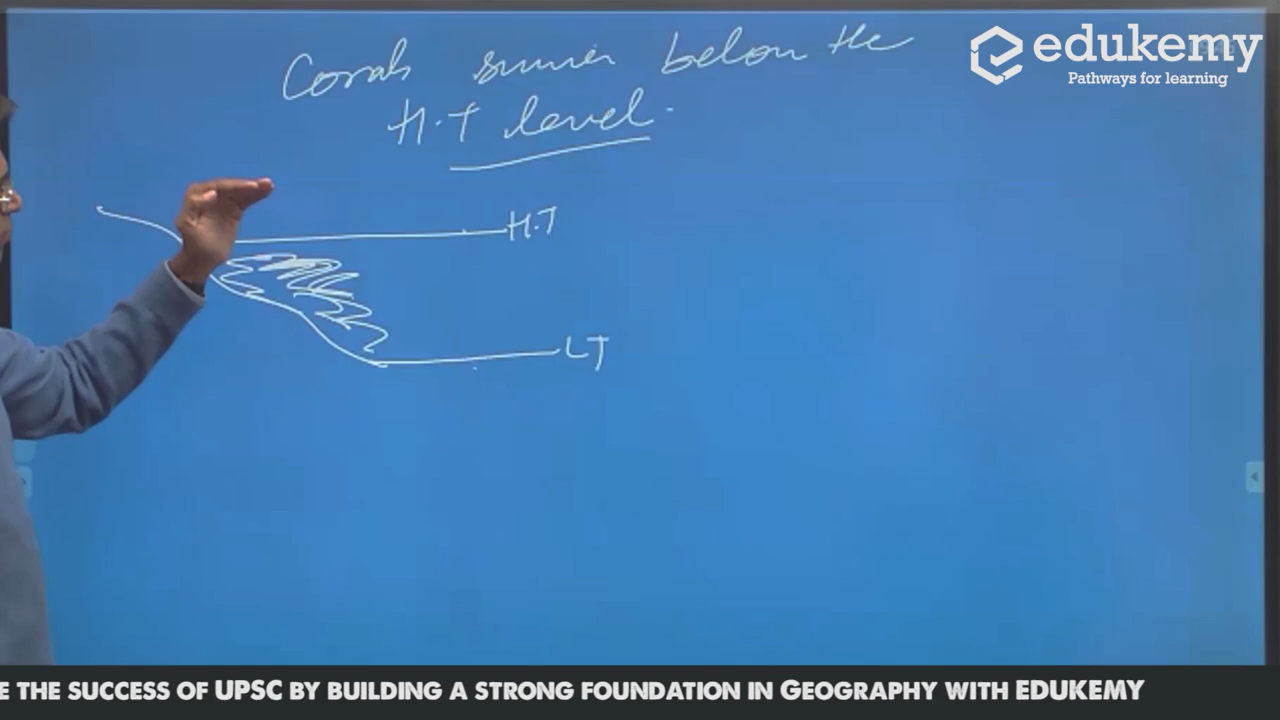 Corals survive below the
H.T level.
edukemy
Pathways for learning
H.T
LT
E THE SUCCESS OF UPSC BY BUILDING A STRONG FOUNDATION IN GEOGRAPHY WITH EDUKEMY